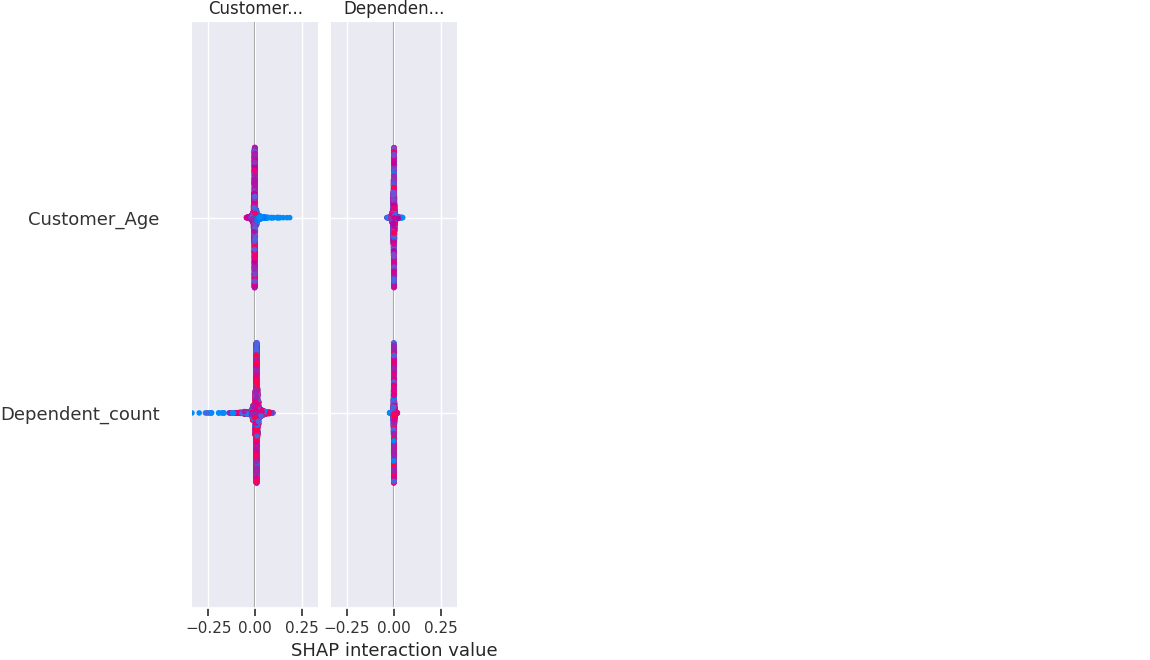 Customer... Dependen...
Customer_Age
Dependent_count
−0.25 0.00 0.25 −0.25 0.00 0.25
SHAP interaction value